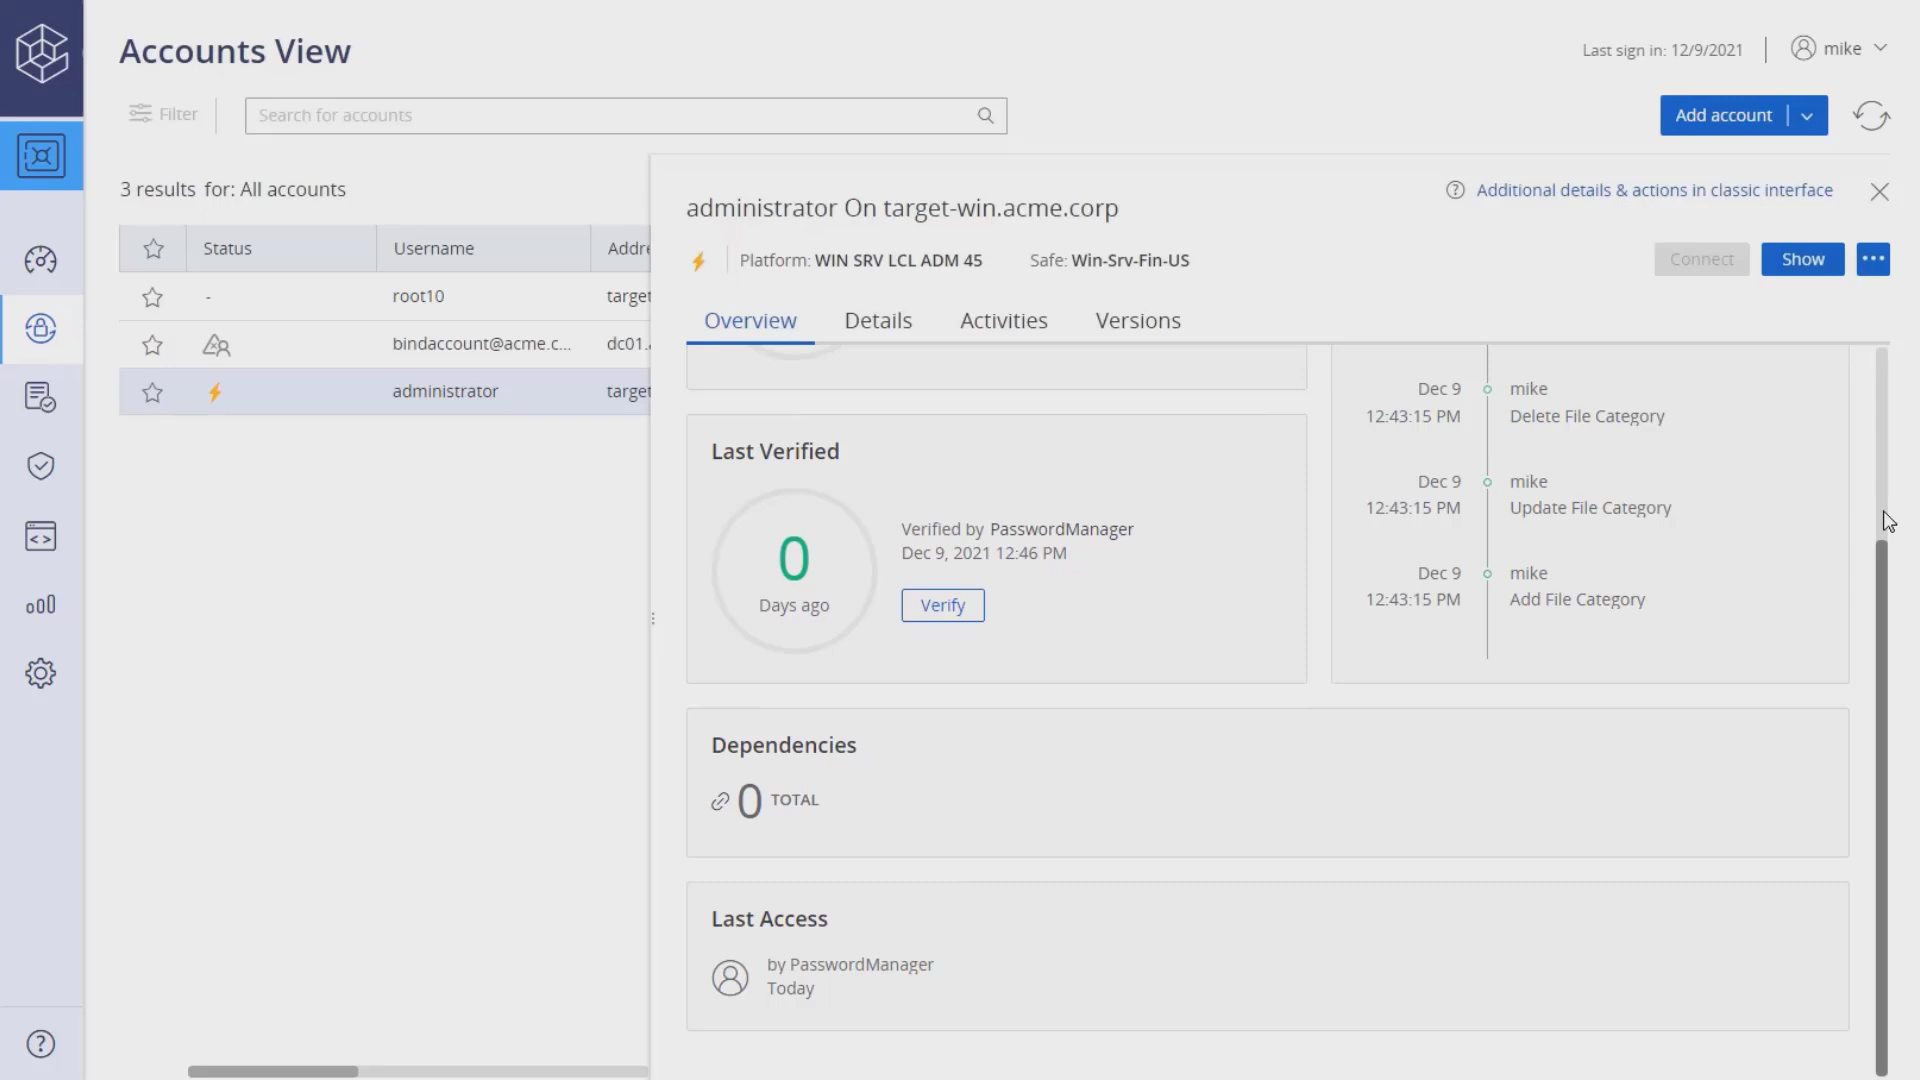 Accounts View
Last sign in: 12/9/2021
mike
Filter
Search for accounts
Add account
3 results for: All accounts
Status
Username
Addre
- root10 target
bindaccount@acme.c... dc01.a
administrator target
Additional details & actions in classic interface
administrator On target-win.acme.corp
Platform: WIN SRV LCL ADM 45
Safe: Win-Srv-Fin-US
Connect
Show
Overview
Details
Activities
Versions
Last Verified
0
Days ago
Verified by PasswordManager
Dec 9, 2021 12:46 PM
Verify
Dec 9 mike
12:43:15 PM Delete File Category
Dec 9 mike
12:43:15 PM Update File Category
Dec 9 mike
12:43:15 PM Add File Category
Dependencies
0 TOTAL
Last Access
by PasswordManager
Today